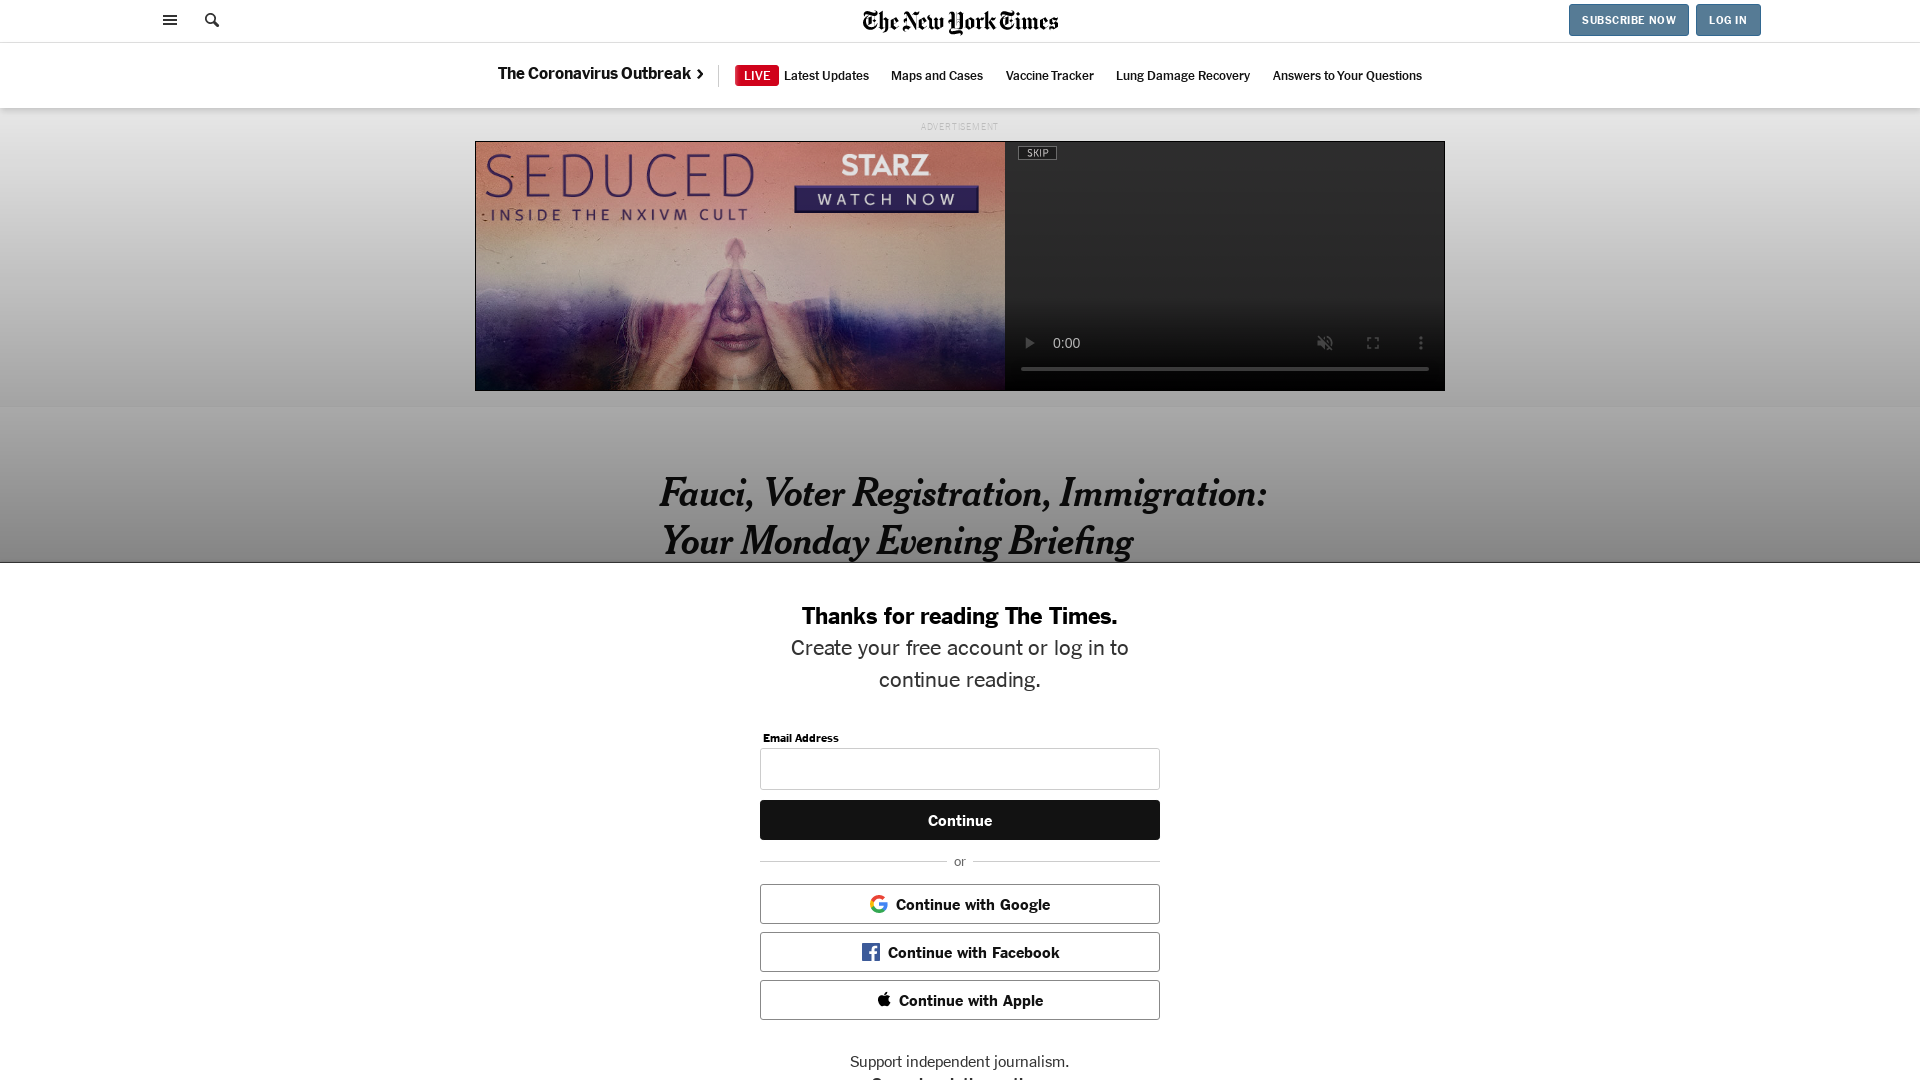 The New York Times
SUBSCRIBE NOW
LOG IN
The Coronavirus Outbreak
LIVE Latest Updates
Maps and Cases
Vaccine Tracker
Lung Damage Recovery
Answers to Your Questions
ADVERTISEMENT
SEDUCED
INSIDE THE NXIVM CULT
STARZ
WATCH NOW
SKIP
0:00
Fauci, Voter Registration, Immigration:
Your Monday Evening Briefing
Thanks for reading The Times.
Create your free account or log in to
continue reading.
Email Address
Continue
or
Continue with Google
Continue with Facebook
Continue with Apple
Support independent journalism.